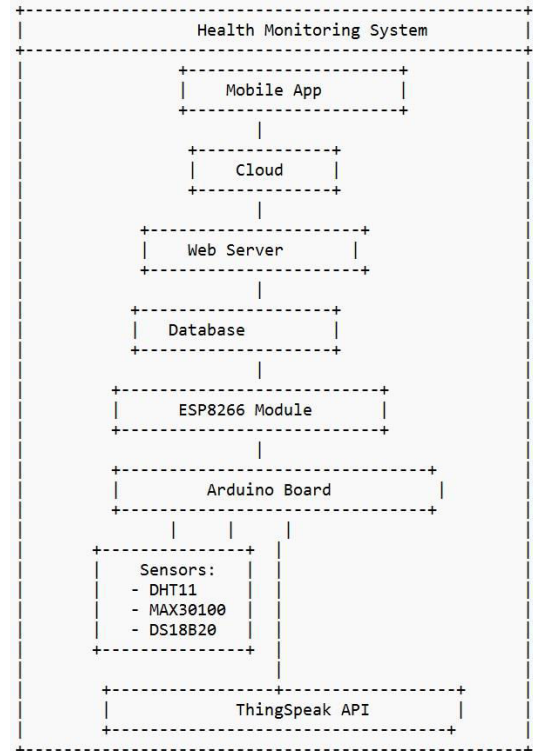 Health Monitoring System
Mobile App
Cloud
Web Server
Database
ESP8266 Module
Arduino Board
Sensors:
- DHT11
- MAX30100
- DS18B20
ThingSpeak API